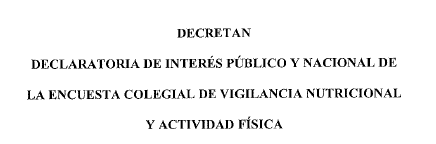 DECRETAN
DECLARATORIA DE INTERÉS PÚBLICO Y NACIONAL DE
LA ENCUESTA COLEGIAL DE VIGILANCIA NUTRICIONAL
Y ACTIVIDAD FÍSICA